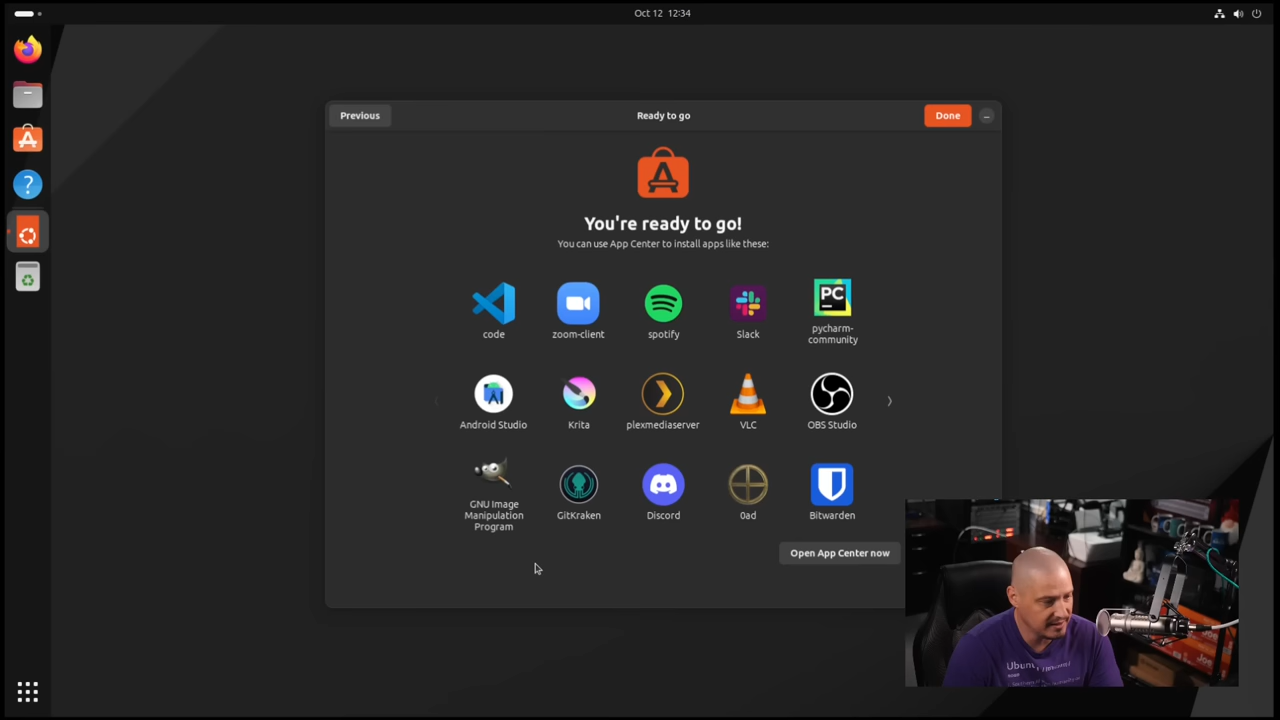 Oct 12 12:34
Previous
Ready to go
Done
You're ready to go!
You can use App Center to install apps like these:
code
zoom-client
spotify
Slack
PC
pycharm-
community
Android Studio
Krita
plexmediaserver
VLC
OBS Studio
GNU Image
Manipulation
Program
GitKraken
Discord
0ad
Bitwarden
Open App Center now